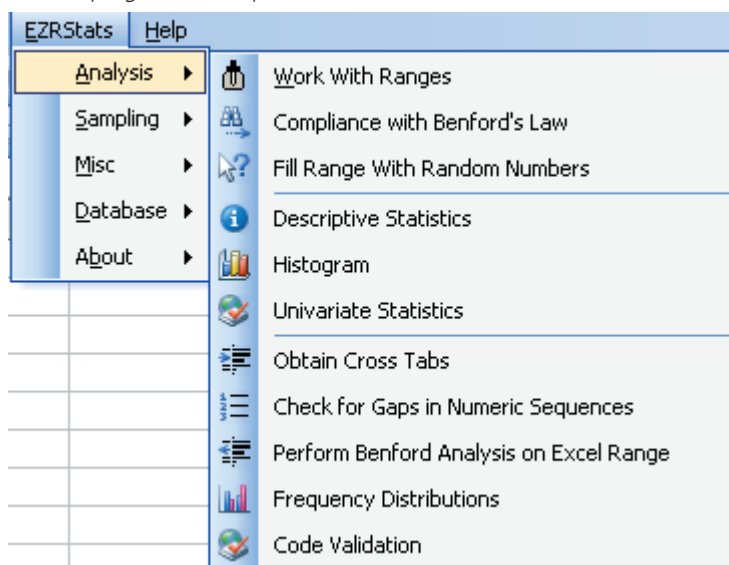 EZRStats Help
Analysis
Sampling
Misc
Database
About
Work With Ranges
Compliance with Benford's Law
Fill Range With Random Numbers
Descriptive Statistics
Histogram
Univariate Statistics
Obtain Cross Tabs
Check for Gaps in Numeric Sequences
Perform Benford Analysis on Excel Range
Frequency Distributions
Code Validation